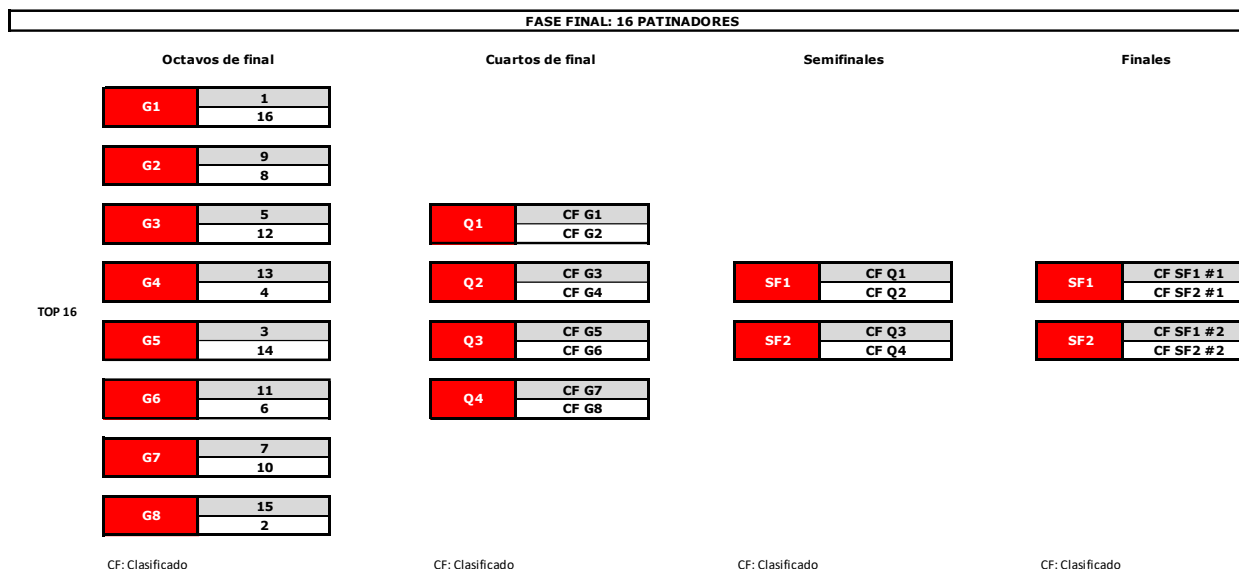 FASE FINAL: 16 PATINADORES
Octavos de final
Cuartos de final
Semifinales
Finales
TOP 16
G1
1
16
G2
9
8
G3
5
12
G4
13
4
G5
3
14
G6
11
6
G7
7
10
G8
15
2
CF: Clasificado
Q1
CF G1
CF G2
Q2
CF G3
CF G4
Q3
CF G5
CF G6
Q4
CF G7
CF G8
CF: Clasificado
SF1
CF Q1
CF Q2
SF2
CF Q3
CF Q4
CF: Clasificado
SF1
CF SF1 #1
CF SF2 #1
SF2
CF SF1 #2
CF SF2 #2
CF: Clasificado